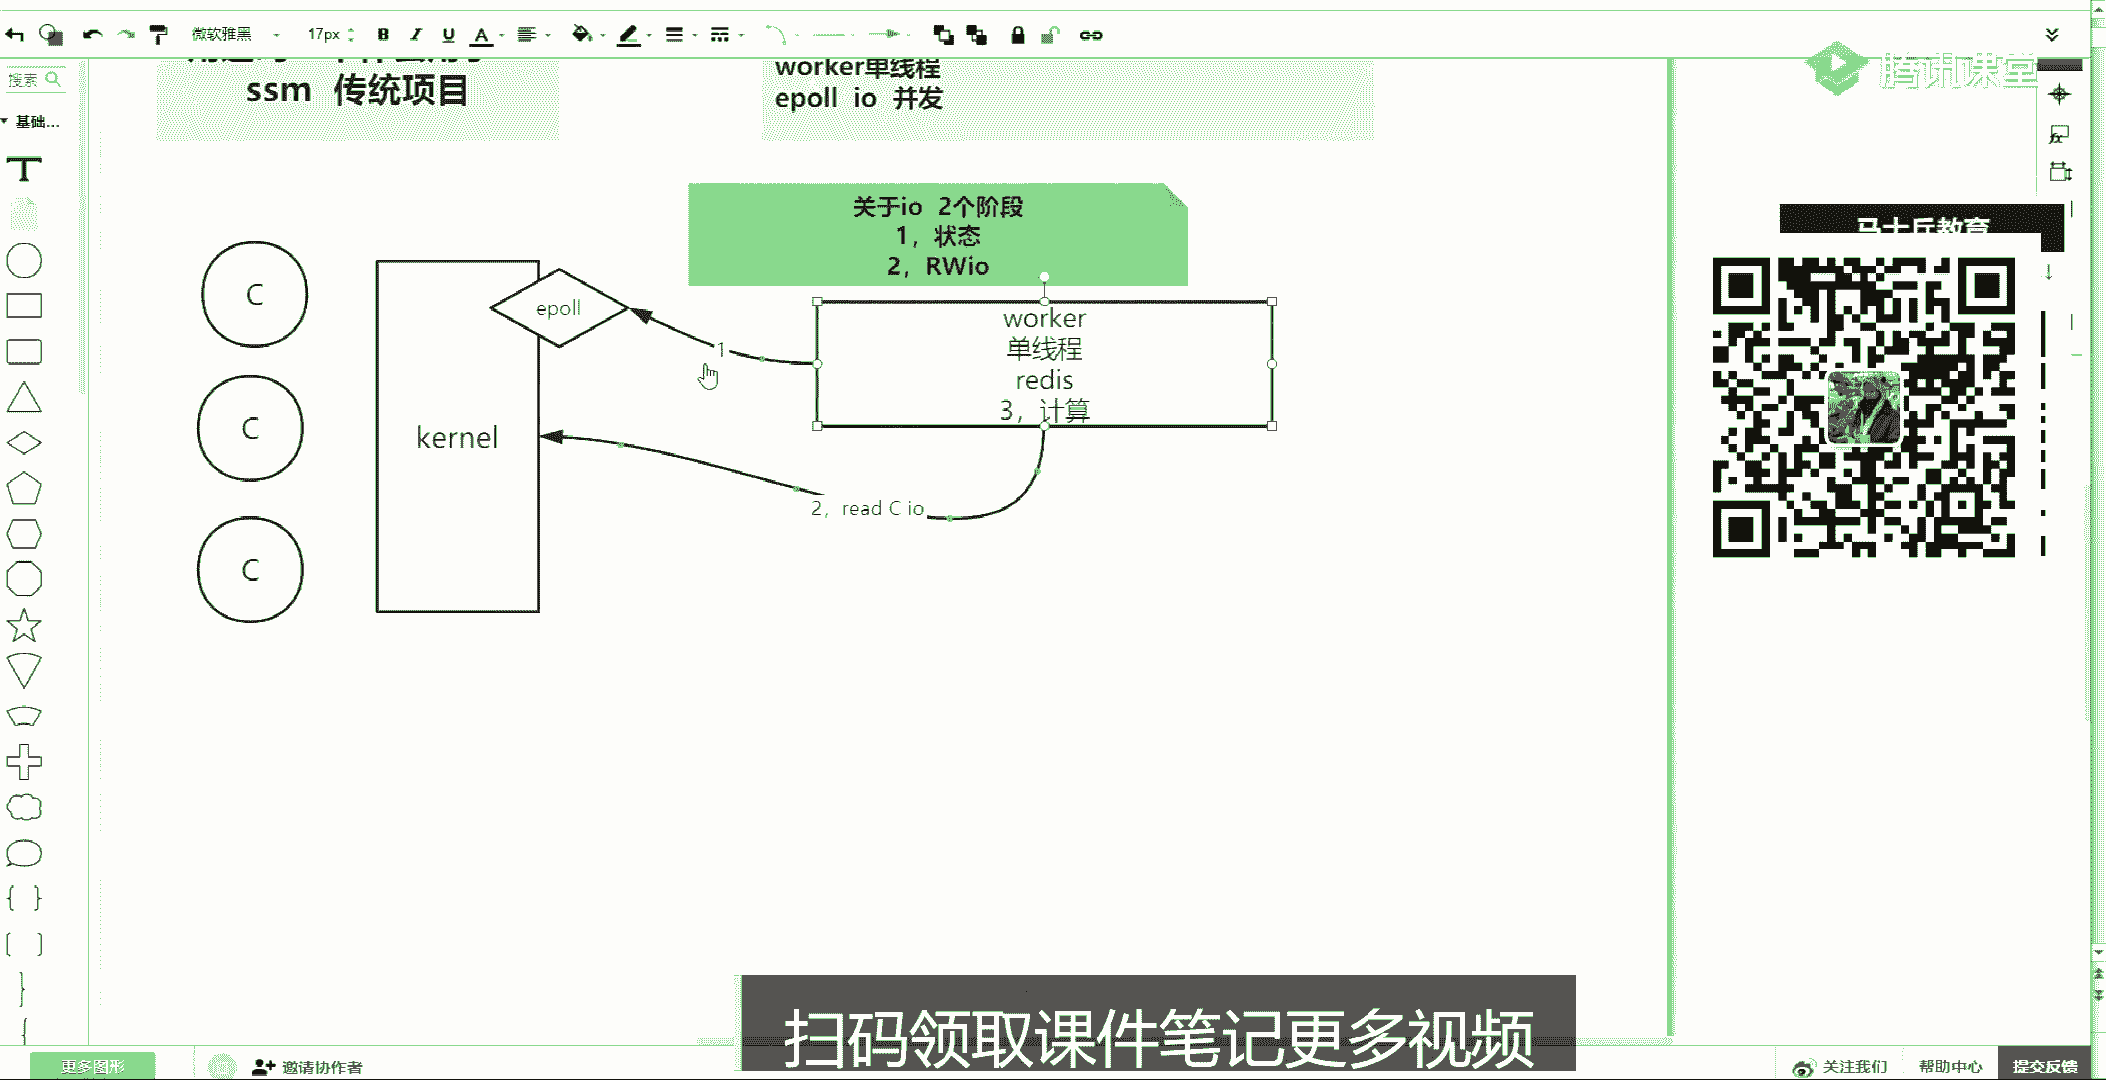 微软雅黑 17px B I U A
搜索
腾讯课堂
ssm 传统项目
worker单线程
epoll io 并发
基础...
T
关于io 2个阶段
1，状态
2，RWio
马士兵教育
C
epoll
worker
单线程
redis
3，计算
1
C
kernel
2，read C io
C
扫码领取课件笔记更多视频
更多图形
邀请协作者
关注我们
帮助中心
提交反馈